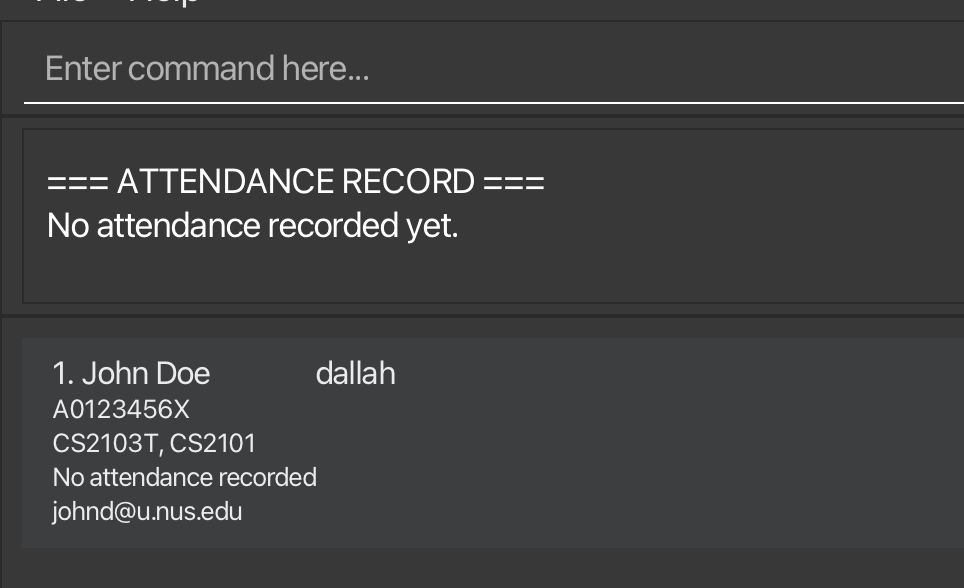 File Help
Enter command here...
=== ATTENDANCE RECORD ===
No attendance recorded yet.
1. John Doe dallah
A0123456X
CS2103T, CS2101
No attendance recorded
johnd@u.nus.edu